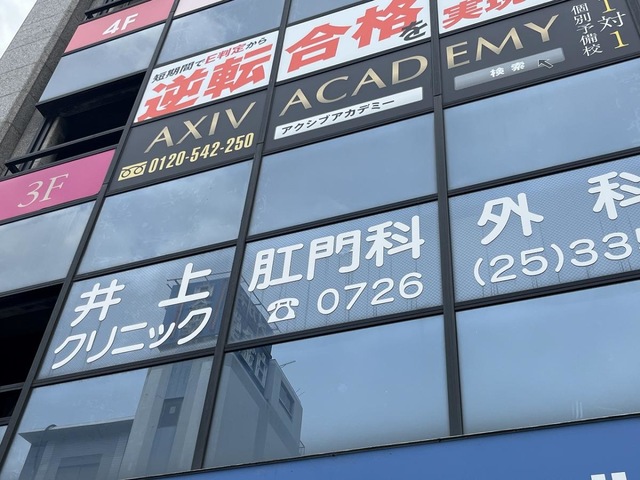 4F
短期間でE判定から
逆転合格を実現
AXIV ACADEMY
0120-542-250
アクシブアカデミー
検索
1対1
個別予備校
3F
井上 肛門科 外科
クリニック
☎ 0726 (25)33